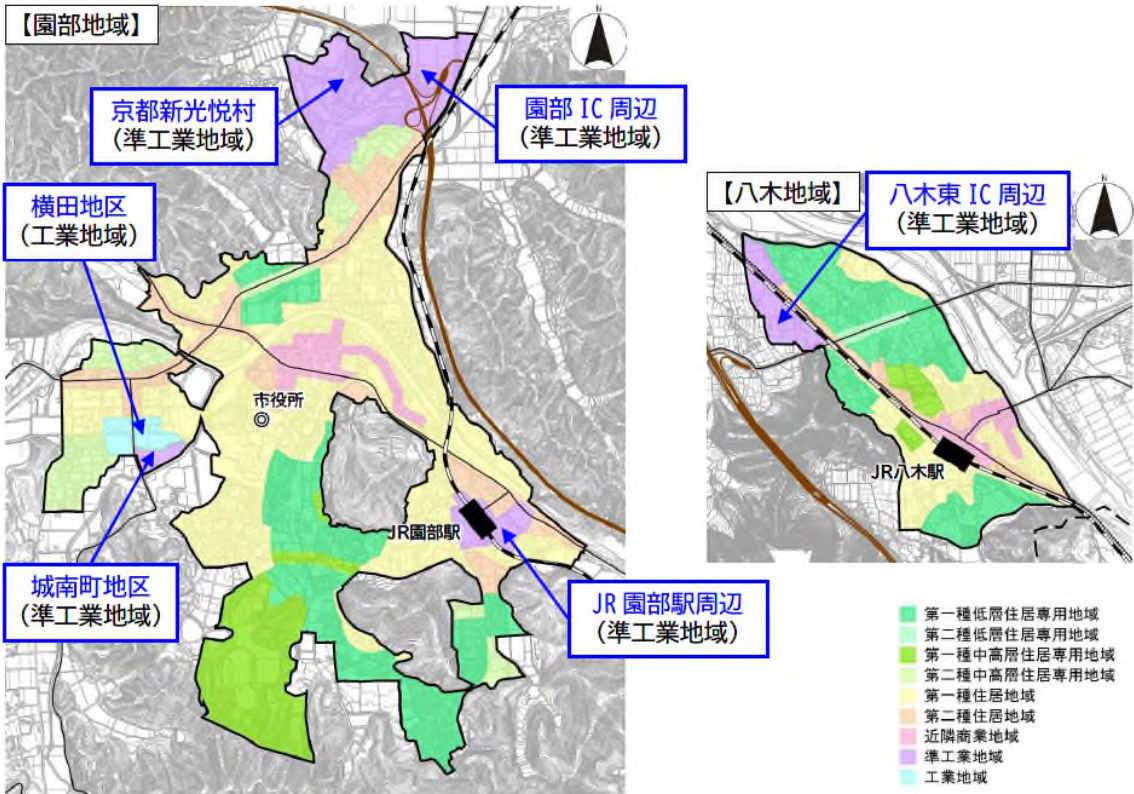 【園部地域】
N
京都新光悦村
（準工業地域）
園部 IC 周辺
（準工業地域）
横田地区
（工業地域）
市役所
JR園部駅
城南町地区
（準工業地域）
JR 園部駅周辺
（準工業地域）
【八木地域】
N
八木東 IC 周辺
（準工業地域）
JR八木駅
第一種低層住居専用地域
第二種低層住居専用地域
第一種中高層住居専用地域
第二種中高層住居専用地域
第一種住居地域
第二種住居地域
近隣商業地域
準工業地域
工業地域